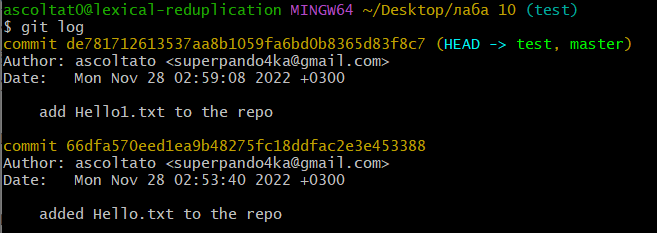 ascoltat0@lexical-reduplication MINGW64 ~/Desktop/лаба 10 (test)
$ git log
commit de781712613537aa8b1059fa6bd0b8365d83f8c7 (HEAD -> test, master)
Author: ascoltato <superpando4ka@gmail.com>
Date:   Mon Nov 28 02:59:08 2022 +0300
    add Hello1.txt to the repo
commit 66dfa570eed1ea9b48275fc18ddfac2e3e453388
Author: ascoltato <superpando4ka@gmail.com>
Date:   Mon Nov 28 02:53:40 2022 +0300
    added Hello.txt to the repo